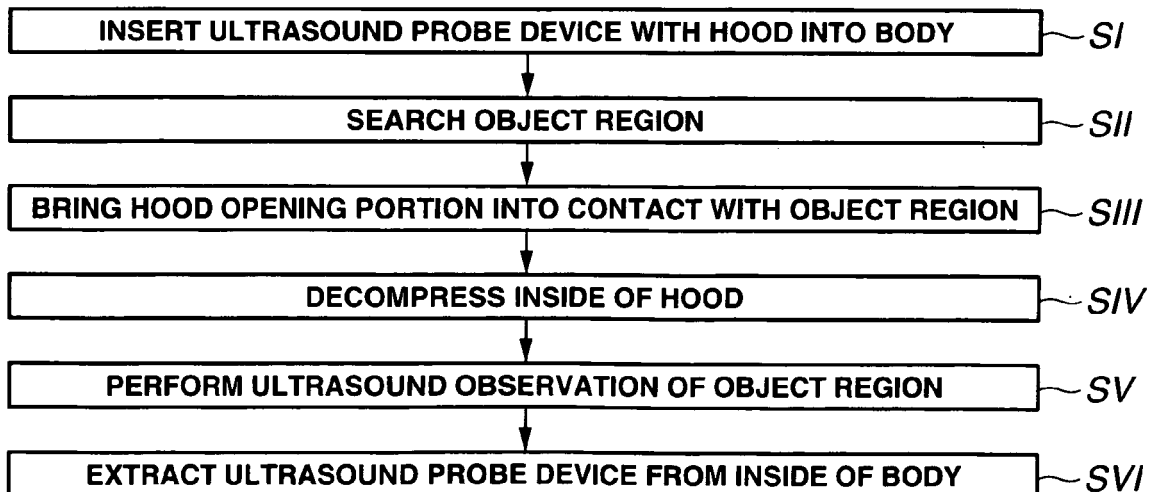 INSERT ULTRASOUND PROBE DEVICE WITH HOOD INTO BODY SI
SEARCH OBJECT REGION SII
BRING HOOD OPENING PORTION INTO CONTACT WITH OBJECT REGION SIII
DECOMPRESS INSIDE OF HOOD SIV
PERFORM ULTRASOUND OBSERVATION OF OBJECT REGION SV
EXTRACT ULTRASOUND PROBE DEVICE FROM INSIDE OF BODY SVI